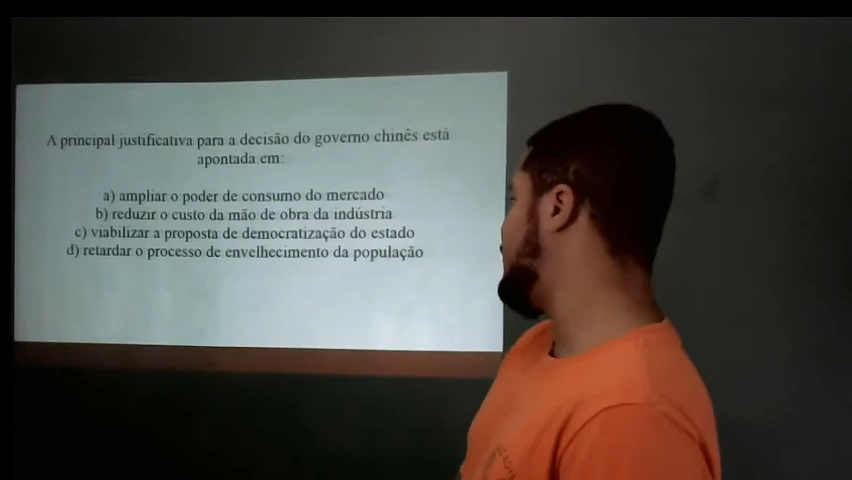 A principal justificativa para a decisão do governo chinês está
apontada em:
a) ampliar o poder de consumo do mercado
b) reduzir o custo da mão de obra da indústria
c) viabilizar a proposta de democratização do estado
d) retardar o processo de envelhecimento da população